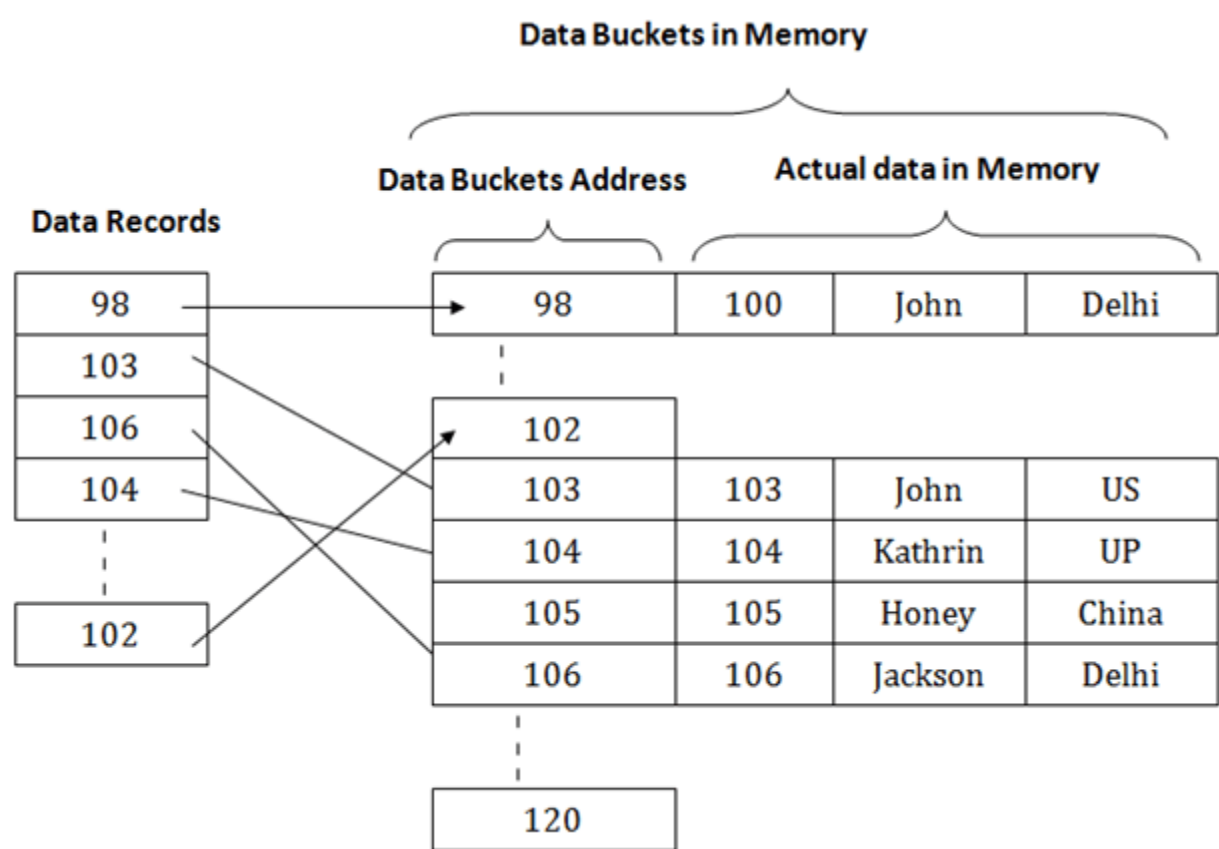 Data Buckets in Memory
Data Buckets Address
Actual data in Memory
Data Records
98
103
106
104
102
98 100 John Delhi
102
103 103 John US
104 104 Kathrin UP
105 105 Honey China
106 106 Jackson Delhi
120